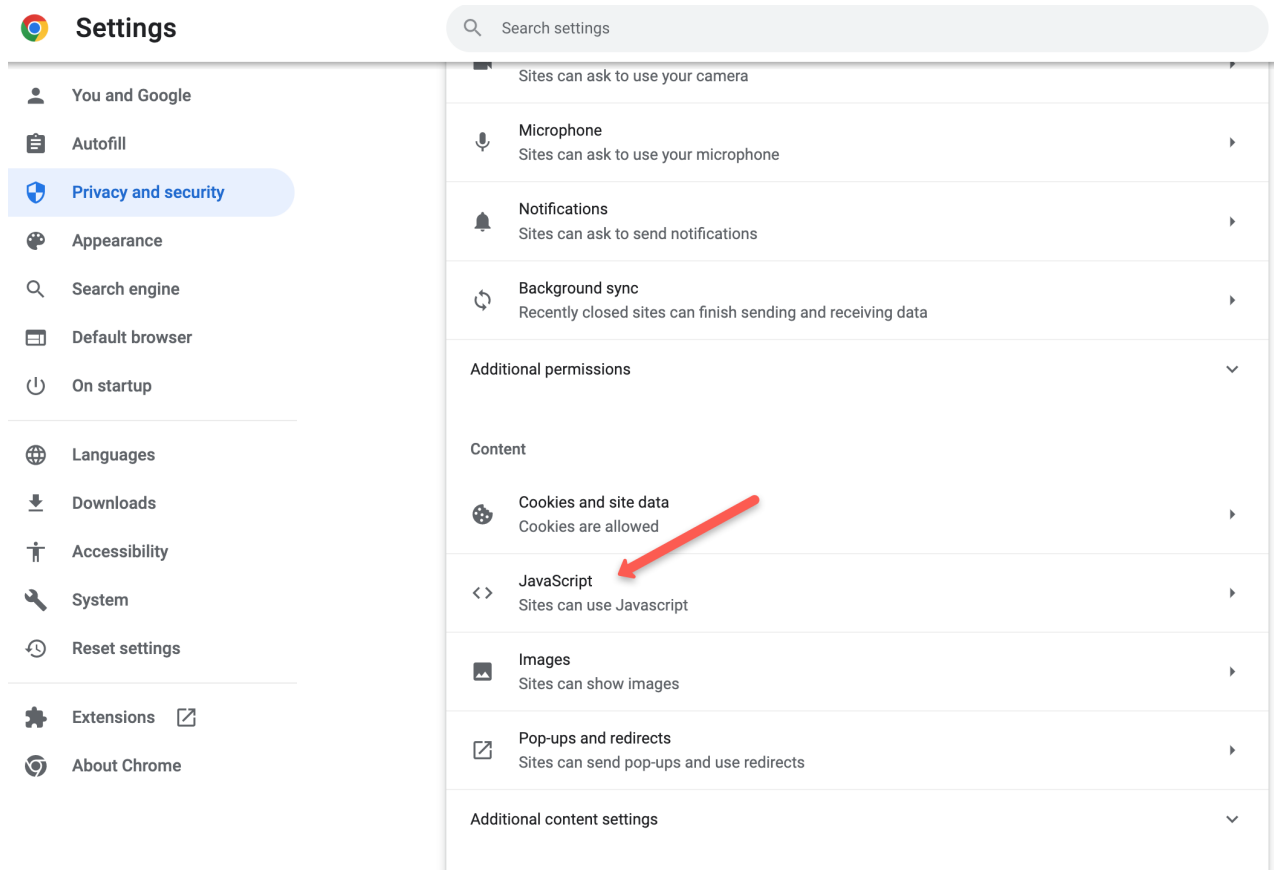 Settings
Search settings
You and Google
Autofill
Privacy and security
Appearance
Search engine
Default browser
On startup
Languages
Downloads
Accessibility
System
Reset settings
Extensions
About Chrome
Sites can ask to use your camera
Microphone
Sites can ask to use your microphone
Notifications
Sites can ask to send notifications
Background sync
Recently closed sites can finish sending and receiving data
Additional permissions
Content
Cookies and site data
Cookies are allowed
JavaScript
Sites can use Javascript
Images
Sites can show images
Pop-ups and redirects
Sites can send pop-ups and use redirects
Additional content settings